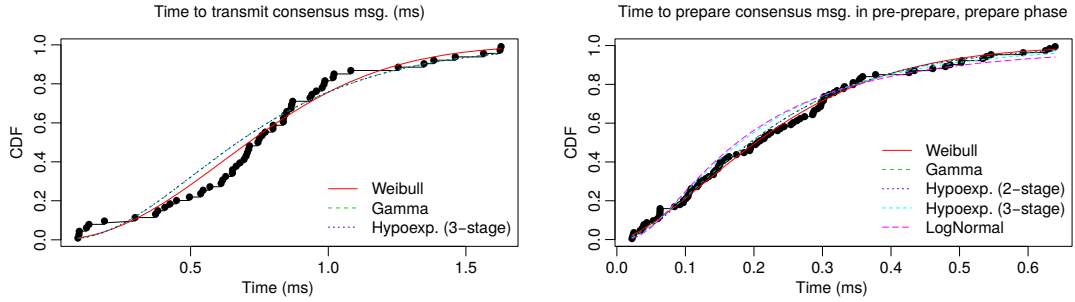 Time to transmit consensus msg. (ms)
CDF
1.0
0.8
0.6
0.4
0.2
0.0
Weibull
Gamma
Hypoexp. (3−stage)
0.5
1.0
1.5
Time (ms)
Time to prepare consensus msg. in pre-prepare, prepare phase
CDF
1.0
0.8
0.6
0.4
0.2
0.0
Weibull
Gamma
Hypoexp. (2−stage)
Hypoexp. (3−stage)
LogNormal
0.0
0.1
0.2
0.3
0.4
0.5
0.6
Time (ms)